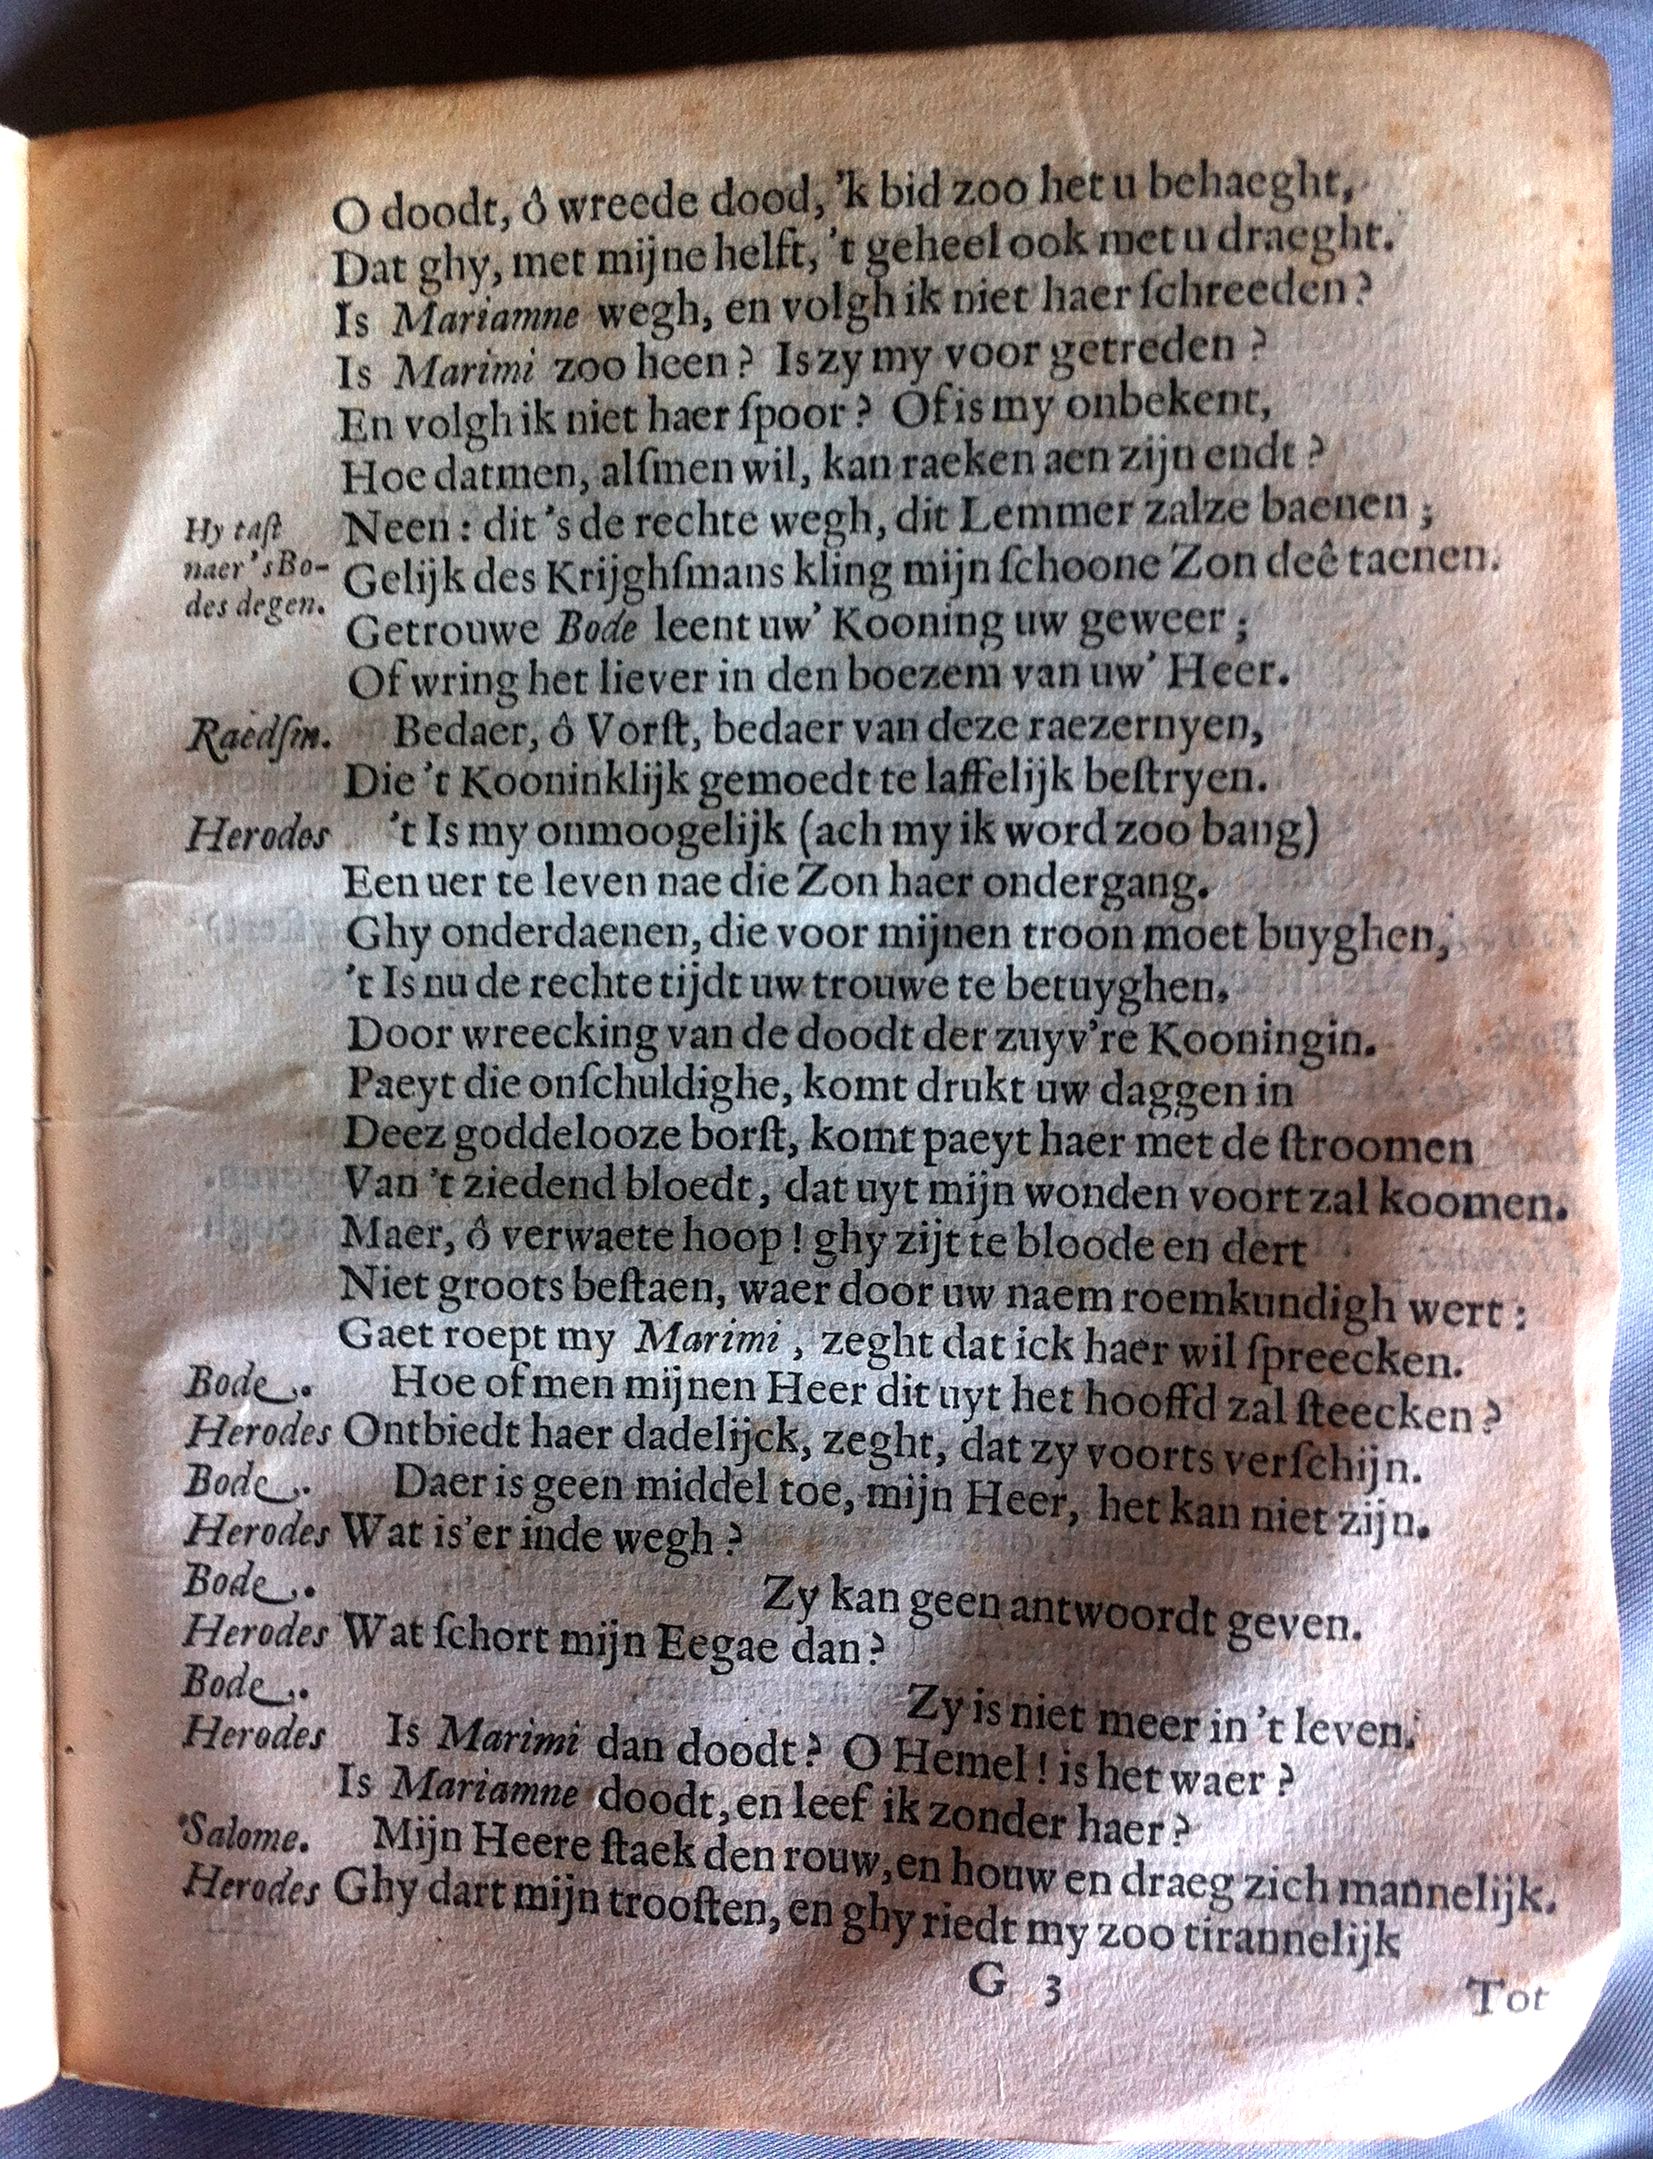 O doodt, ô wreede dood, 'k bid zoo het u behaeght,
Dat ghy, met mijne helft, 't geheel ook met u draeght.
Is Mariamne wegh, en volgh ik niet haer ſchreeden?
Is Marimi zoo heen? Is zy my voor getreden?
En volgh ik niet haer ſpoor? Of is my onbekent,
Hoe datmen, alſmen wil, kan raeken aen zijn endt?
Hy taſt Neen: dit 's de rechte wegh, dit Lemmer zalze baenen;
naer 's Bo- Gelijk des Krijghſmans kling mijn ſchoone Zon deê taenen.
des degen. Getrouwe Bode leent uw' Kooning uw geweer;
Of wring het liever in den boezem van uw' Heer.
Raedſin. Bedaer, ô Vorſt, bedaer van deze raezernyen,
Die 't Kooninklijk gemoedt te laffelijk beſtryen.
Herodes 't Is my onmoogelijk (ach my ik word zoo bang)
Een uer te leven nae die Zon haer ondergang.
Ghy onderdaenen, die voor mijnen troon moet buyghen,
't Is nu de rechte tijdt uw trouwe te betuyghen.
Door wreecking van de doodt der zuyv're Kooningin.
Paeyt die onſchuldighe, komt drukt uw daggen in
Deez goddelooze borſt, komt paeyt haer met de ſtroomen
Van 't ziedend bloedt, dat uyt mijn wonden voort zal koomen.
Maer, ô verwaete hoop! ghy zijt te bloode en dert
Niet groots beſtaen, waer door uw naem roemkundigh wert:
Gaet roept my Marimi, zeght dat ick haer wil ſpreecken.
Bode. Hoe of men mijnen Heer dit uyt het hooffd zal ſteecken?
Herodes Ontbiedt haer dadelijck, zeght, dat zy voorts verſchijn.
Bode. Daer is geen middel toe, mijn Heer, het kan niet zijn.
Herodes Wat is'er inde wegh?
Bode. Zy kan geen antwoordt geven.
Herodes Wat ſchort mijn Eegae dan?
Bode. Zy is niet meer in 't leven.
Herodes Is Marimi dan doodt? O Hemel! is het waer?
Is Mariamne doodt, en leef ik zonder haer?
Salome. Mijn Heere ſtaek den rouw, en houw en draeg zich mannelijk.
Herodes Ghy dart mijn trooſten, en ghy riedt my zoo tirannelijk
G 3 Tot